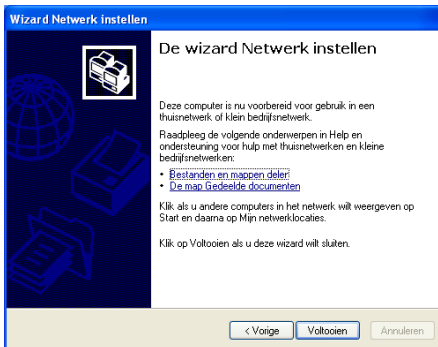 Wizard Netwerk instellen
De wizard Netwerk instellen
Deze computer is nu voorbereid voor gebruik in een
thuisnetwerk of klein bedrijfsnetwerk.
Raadpleeg de volgende onderwerpen in Help en
ondersteuning voor hulp met thuisnetwerken en kleine
bedrijfsnetwerken:
• Bestanden en mappen deler
• De map Gedeelde documenten
Klik als u andere computers in het netwerk wilt weergeven op
Start en daarna op Mijn netwerklocaties.
Klik op Voltooien als u deze wizard wilt sluiten.
< Vorige
Voltooien
Annuleren